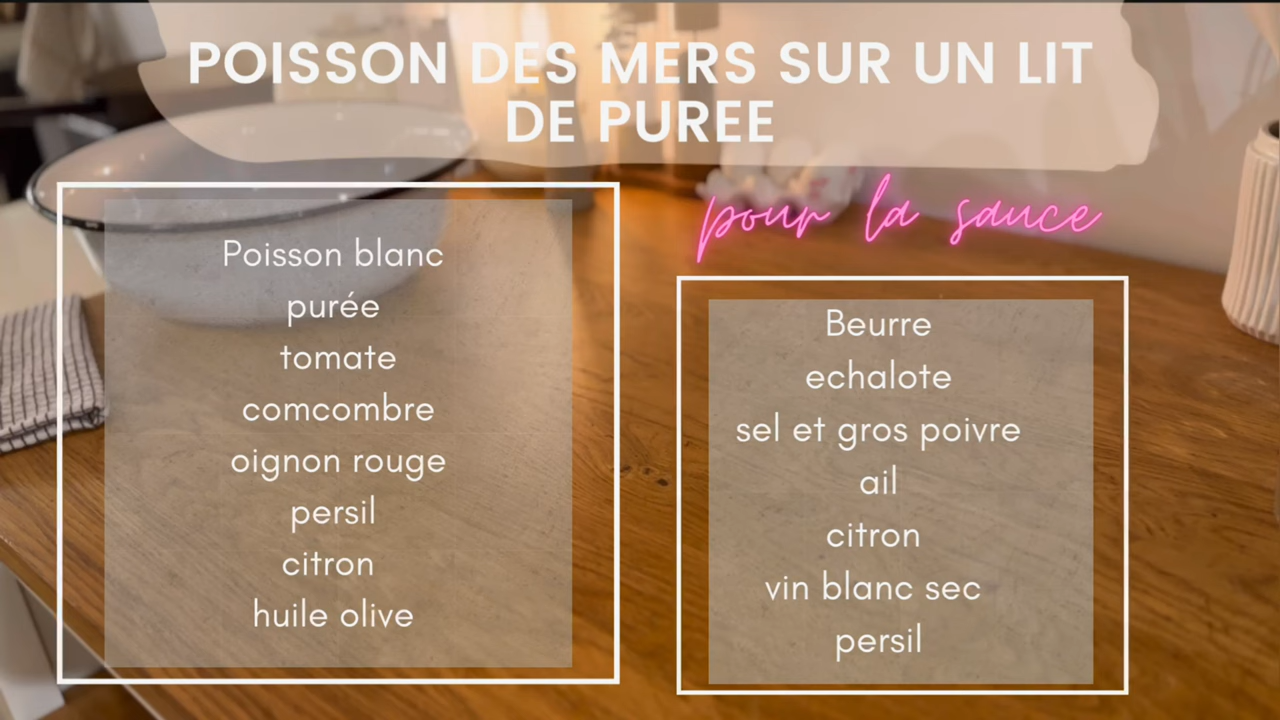 POISSON DES MERS SUR UN LIT
DE PUREE
Poisson blanc
purée
tomate
comcombre
oignon rouge
persil
citron
huile olive
pour la sauce
Beurre
echalote
sel et gros poivre
ail
citron
vin blanc sec
persil